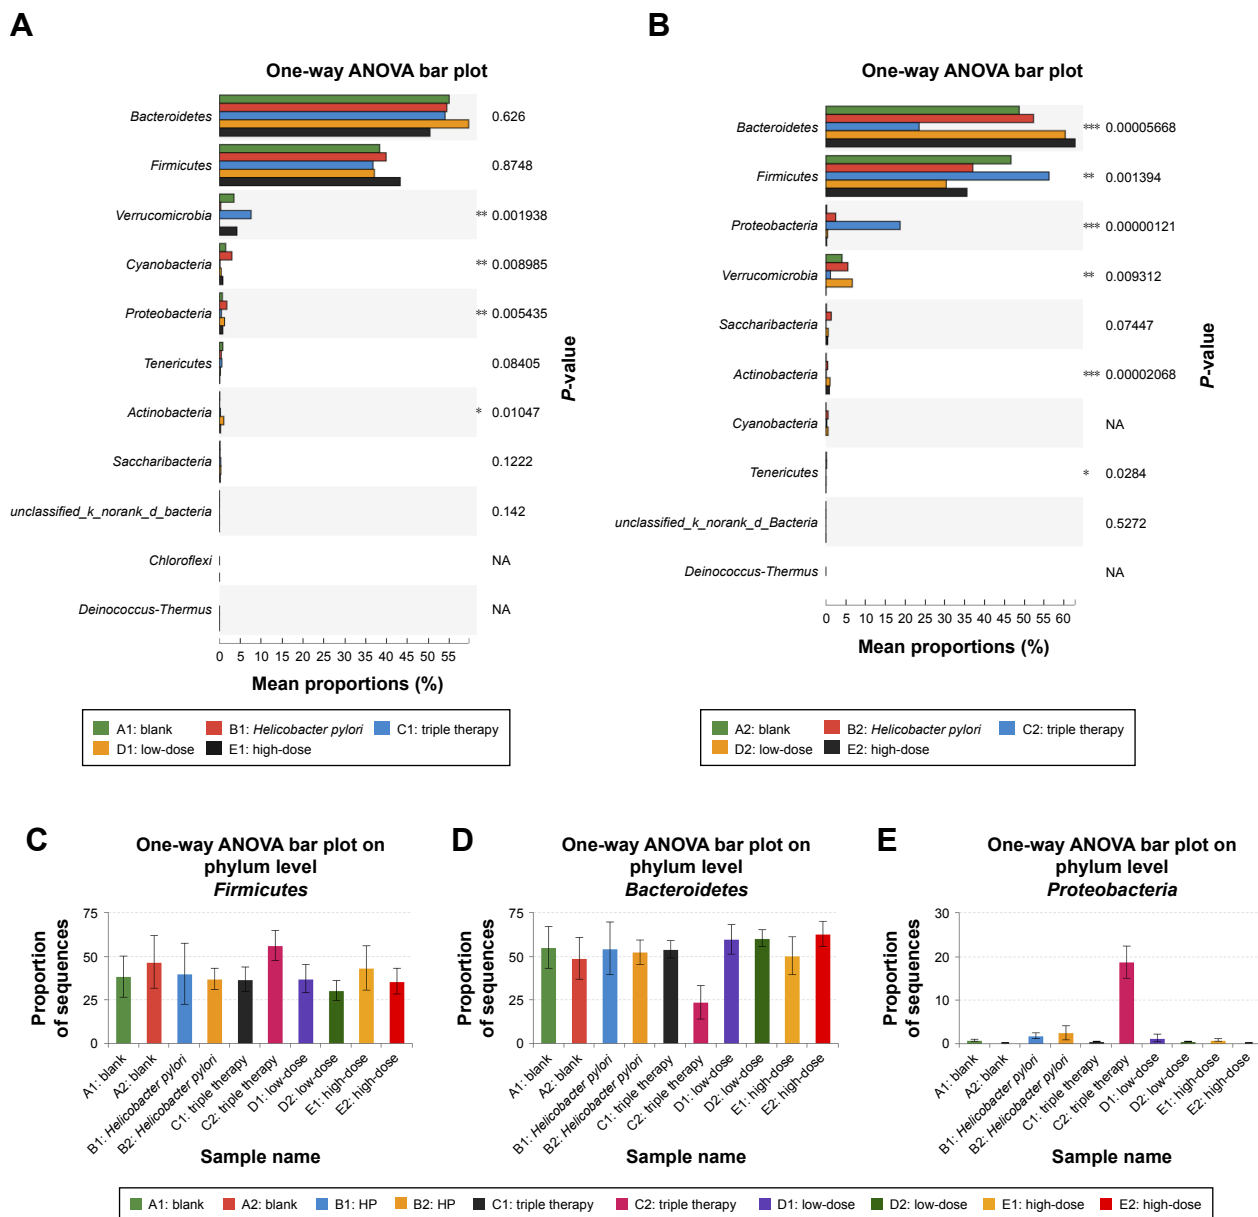 A
One-way ANOVA bar plot
Bacteroidetes
0.626
Firmicutes
0.8748
Verrucomicrobia
** 0.001938
Cyanobacteria
** 0.008985
Proteobacteria
** 0.005435
Tenericutes
0.08405
Actinobacteria
* 0.01047
Saccharibacteria
0.1222
unclassified_k_norank_d_bacteria
0.142
Chloroflexi
NA
Deinococcus-Thermus
NA
P-value
0 5 10 15 20 25 30 35 40 45 50 55
Mean proportions (%)
A1: blank B1: Helicobacter pylori C1: triple therapy
D1: low-dose E1: high-dose
B
One-way ANOVA bar plot
Bacteroidetes
*** 0.00005668
Firmicutes
** 0.001394
Proteobacteria
*** 0.00000121
Verrucomicrobia
** 0.009312
Saccharibacteria
0.07447
Actinobacteria
*** 0.00002068
Cyanobacteria
NA
Tenericutes
* 0.0284
unclassified_k_norank_d_Bacteria
0.5272
Deinococcus-Thermus
NA
P-value
0 5 10 15 20 25 30 35 40 45 50 55 60
Mean proportions (%)
A2: blank B2: Helicobacter pylori C2: triple therapy
D2: low-dose E2: high-dose
C
One-way ANOVA bar plot on
phylum level
Firmicutes
Proportion
of sequences
75
50
25
0
A1: blank
A2: blank
B1: Helicobacter pylori
B2: Helicobacter pylori
C1: triple therapy
C2: triple therapy
D1: low-dose
D2: low-dose
E1: high-dose
E2: high-dose
Sample name
D
One-way ANOVA bar plot on
phylum level
Bacteroidetes
Proportion
of sequences
75
50
25
0
A1: blank
A2: blank
B1: Helicobacter pylori
B2: Helicobacter pylori
C1: triple therapy
C2: triple therapy
D1: low-dose
D2: low-dose
E1: high-dose
E2: high-dose
Sample name
E
One-way ANOVA bar plot on
phylum level
Proteobacteria
Proportion
of sequences
30
20
10
0
A1: blank
A2: blank
B1: Helicobacter pylori
B2: Helicobacter pylori
C1: triple therapy
C2: triple therapy
D1: low-dose
D2: low-dose
E1: high-dose
E2: high-dose
Sample name
A1: blank A2: blank B1: HP B2: HP C1: triple therapy C2: triple therapy D1: low-dose D2: low-dose E1: high-dose E2: high-dose